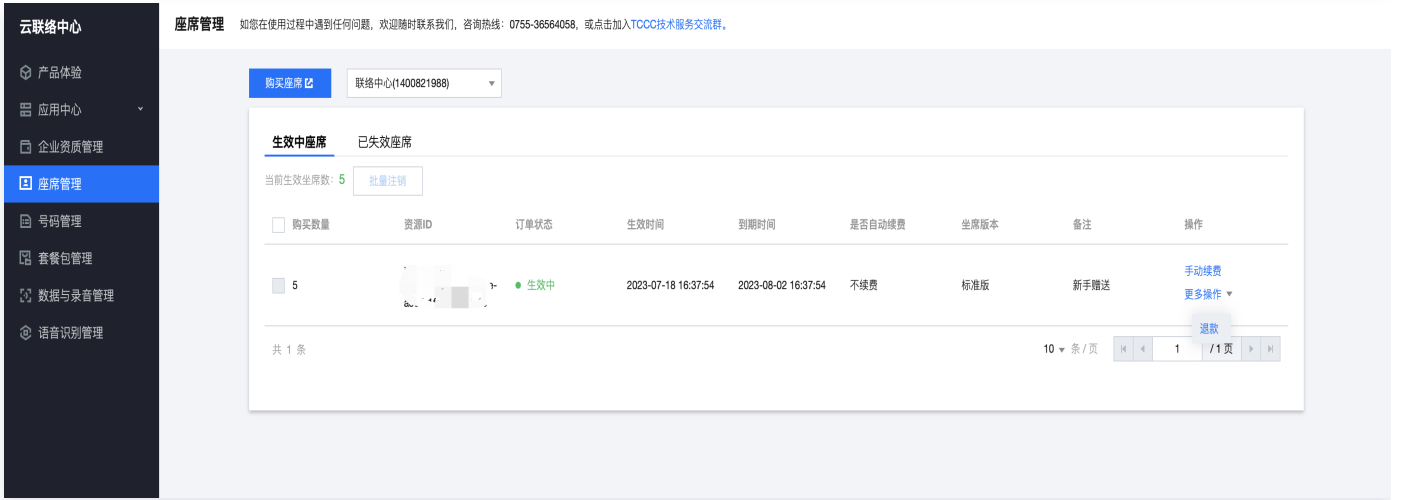 云联络中心
座席管理 如您在使用过程中遇到任何问题，欢迎随时联系我们，咨询热线：0755-36564058，或点击加入TCCC技术服务交流群。
产品体验
应用中心
企业资质管理
座席管理
号码管理
套餐包管理
数据与录音管理
语音识别管理
购买座席 联络中心(1400821988)
生效中座席 已失效座席
当前生效坐席数：5 批量注销
购买数量 资源ID 订单状态 生效时间 到期时间 是否自动续费 坐席版本 备注 操作
5 生效中 2023-07-18 16:37:54 2023-08-02 16:37:54 不续费 标准版 新手赠送 手动续费
更多操作
退款
共 1 条 10 条 / 页 1 / 1 页